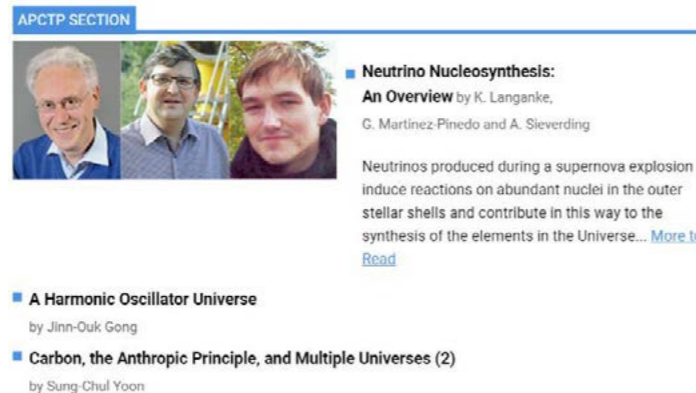 APCTP SECTION
Neutrino Nucleosynthesis:
An Overview by K. Langanke,
G. Martinez-Pinedo and A. Sieverding
Neutrinos produced during a supernova explosion
induce reactions on abundant nuclei in the outer
stellar shells and contribute in this way to the
synthesis of the elements in the Universe... More to
Read
A Harmonic Oscillator Universe
by Jinn-Ouk Gong
Carbon, the Anthropic Principle, and Multiple Universes (2)
by Sung-Chul Yoon